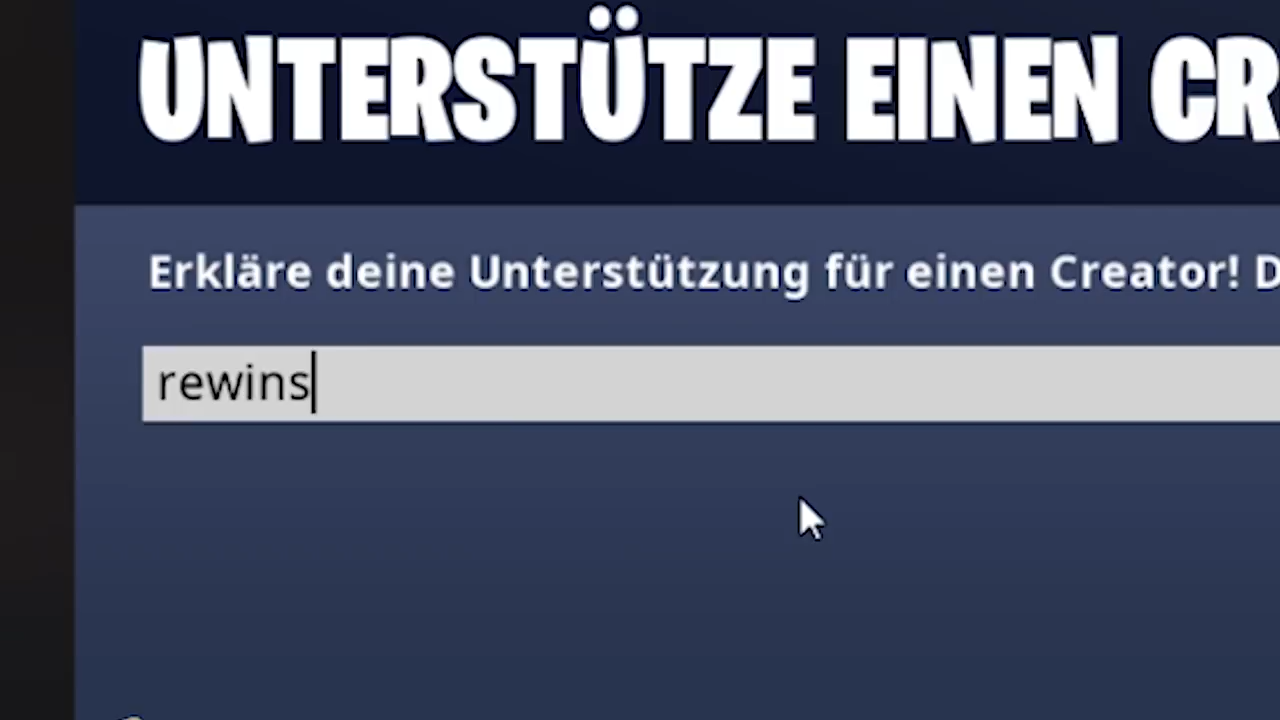 UNTERSTÜTZE EINEN CR
Erkläre deine Unterstützung für einen Creator! D
rewins